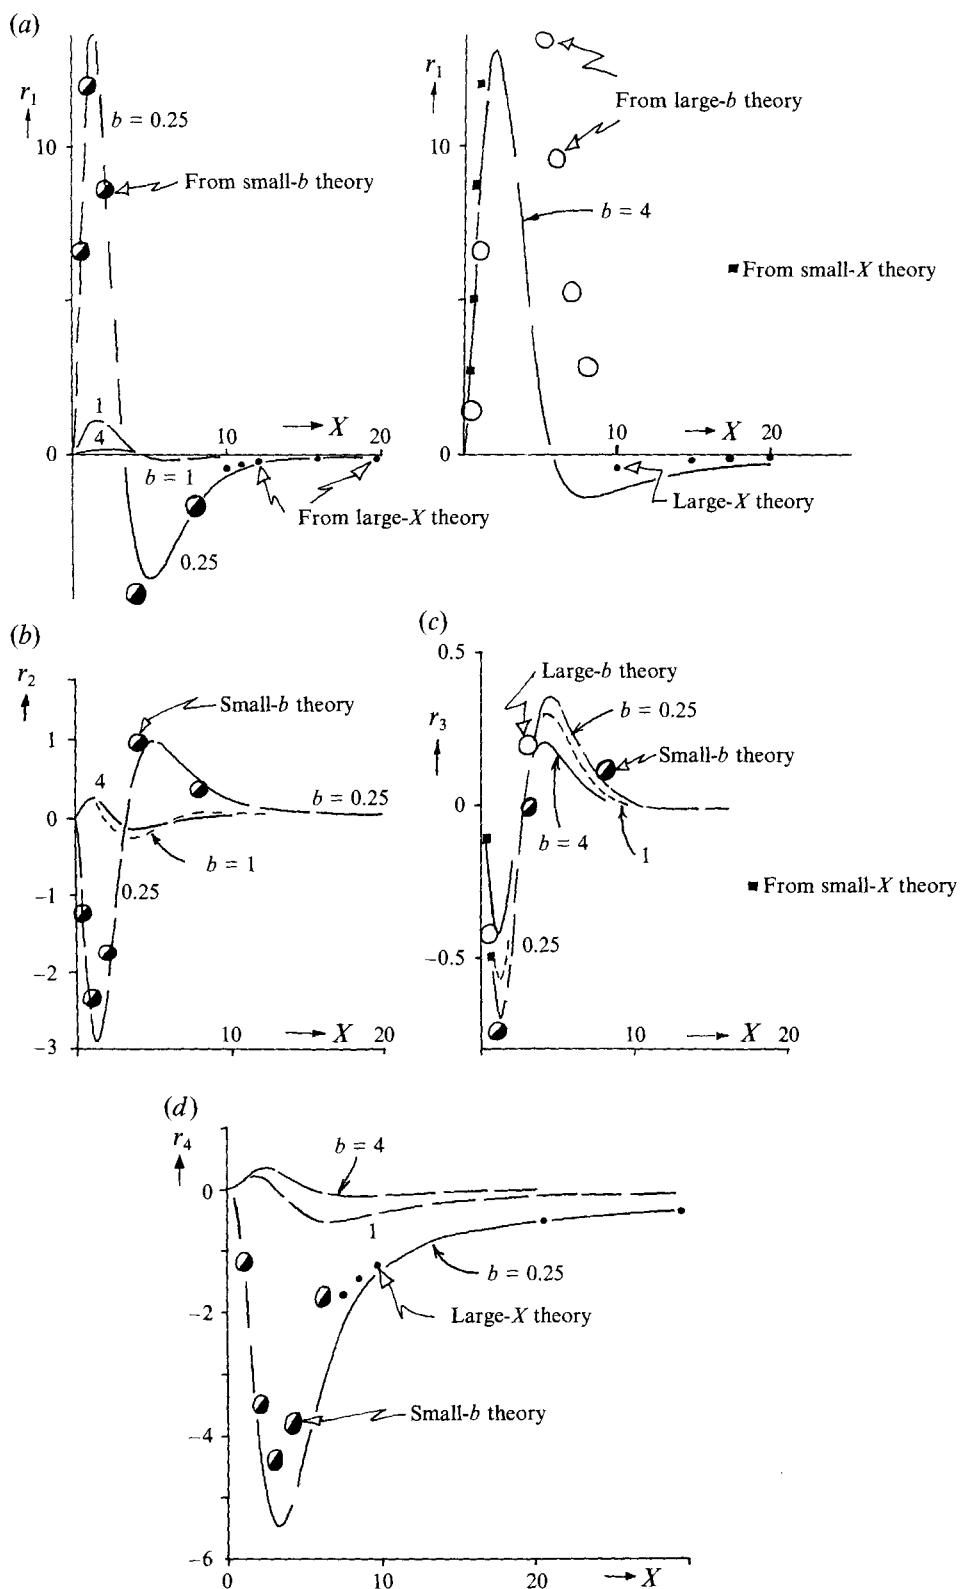 (a)
r₁
10
0
b = 0.25
From small-b theory
1
4
b = 1
10
X
20
From large-X theory
0.25
r₁
10
0
From large-b theory
b = 4
From small-X theory
10
X
20
Large-X theory
(b)
r₂
1
0
−1
−2
−3
Small-b theory
4
b = 0.25
b = 1
0.25
10
X
20
(c)
r₃
0.5
0
−0.5
Large-b theory
b = 0.25
Small-b theory
b = 4
1
From small-X theory
0.25
10
X
20
(d)
r₄
0
−2
−4
−6
b = 4
1
b = 0.25
Large-X theory
Small-b theory
0
10
20
X